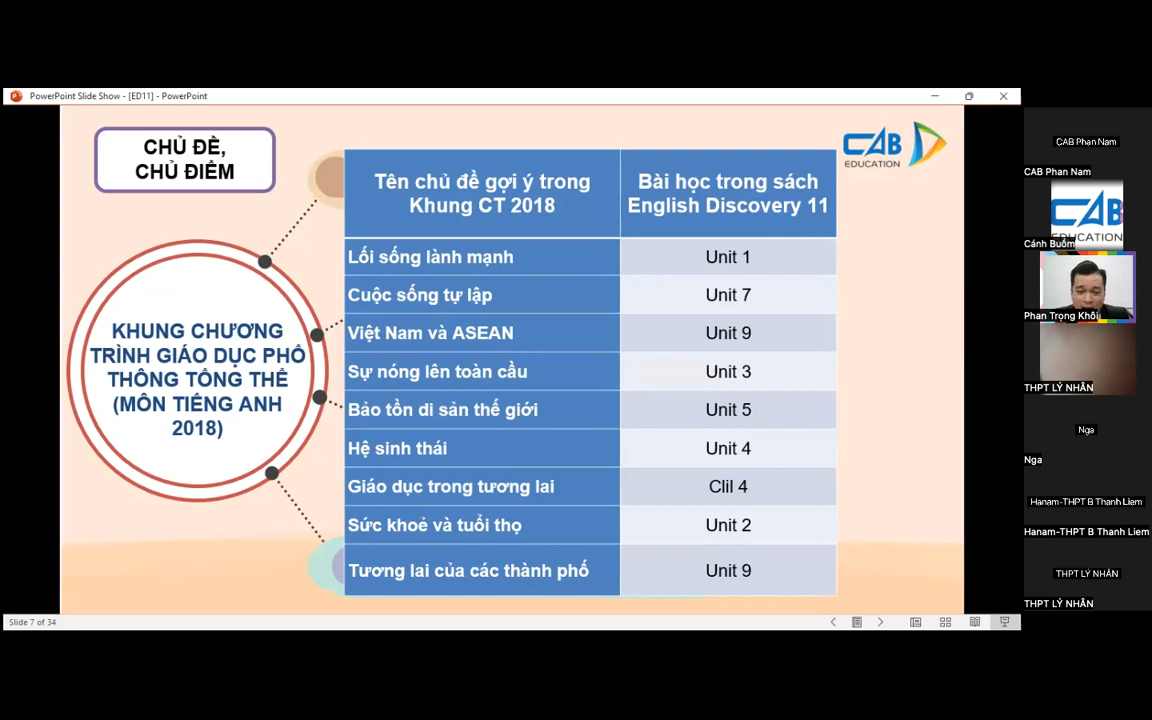 PowerPoint Slide Show - [ED11] - PowerPoint
CHỦ ĐỀ,
CHỦ ĐIỂM
CAB
EDUCATION
KHUNG CHƯƠNG
TRÌNH GIÁO DỤC PHỔ
THÔNG TỔNG THỂ
(MÔN TIẾNG ANH
2018)
Tên chủ đề gợi ý trong
Khung CT 2018
Bài học trong sách
English Discovery 11
Lối sống lành mạnh
Unit 1
Cuộc sống tự lập
Unit 7
Việt Nam và ASEAN
Unit 9
Sự nóng lên toàn cầu
Unit 3
Bảo tồn di sản thế giới
Unit 5
Hệ sinh thái
Unit 4
Giáo dục trong tương lai
Clil 4
Sức khoẻ và tuổi thọ
Unit 2
Tương lai của các thành phố
Unit 9
Slide 7 of 34
CAB Phan Nam
CAB Phan Nam
CAB
EDUCATION
Cánh Buồm
Phan Trọng Khôi
THPT LÝ NHÂN
Nga
Nga
Hanam-THPT B Thanh Liem
Hanam-THPT B Thanh Liem
THPT LÝ NHÂN
THPT LÝ NHÂN